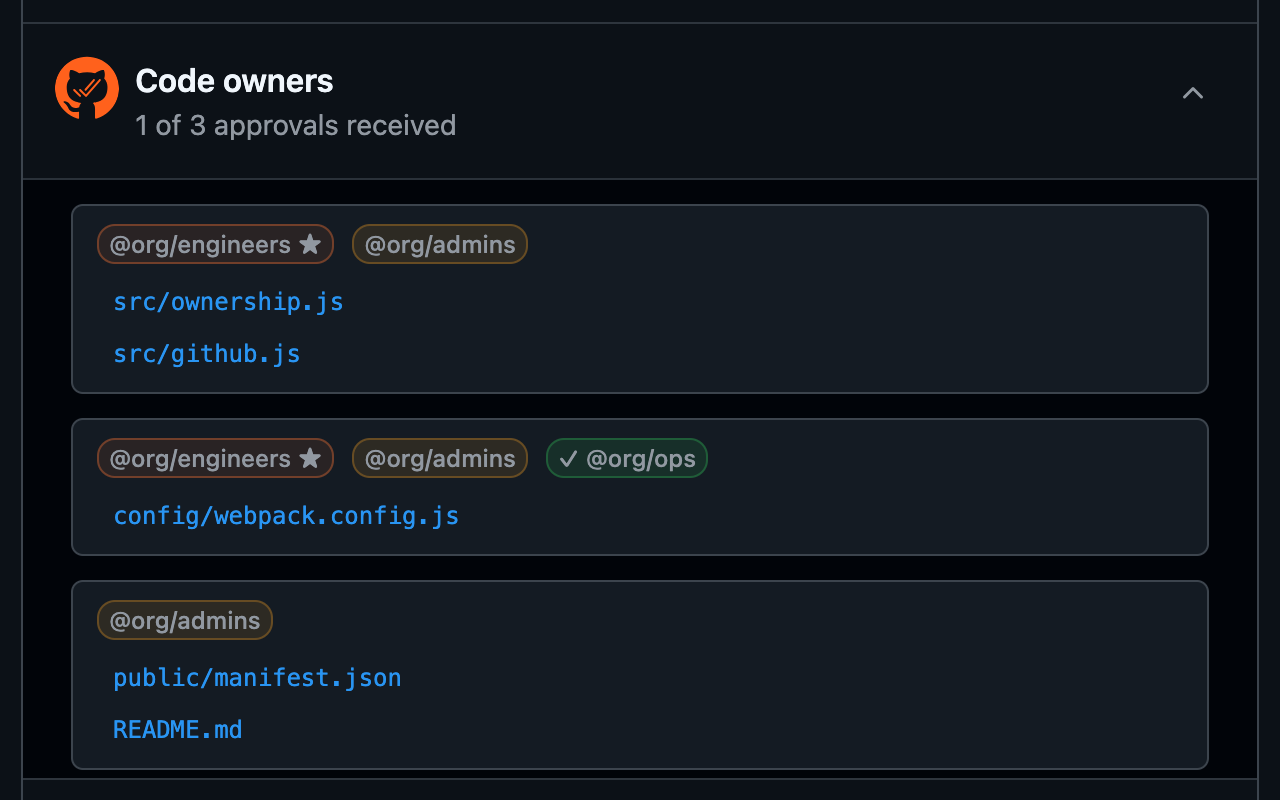 Code owners
1 of 3 approvals received
@org/engineers ★ @org/admins
src/ownership.js
src/github.js
@org/engineers ★ @org/admins ✓ @org/ops
config/webpack.config.js
@org/admins
public/manifest.json
README.md